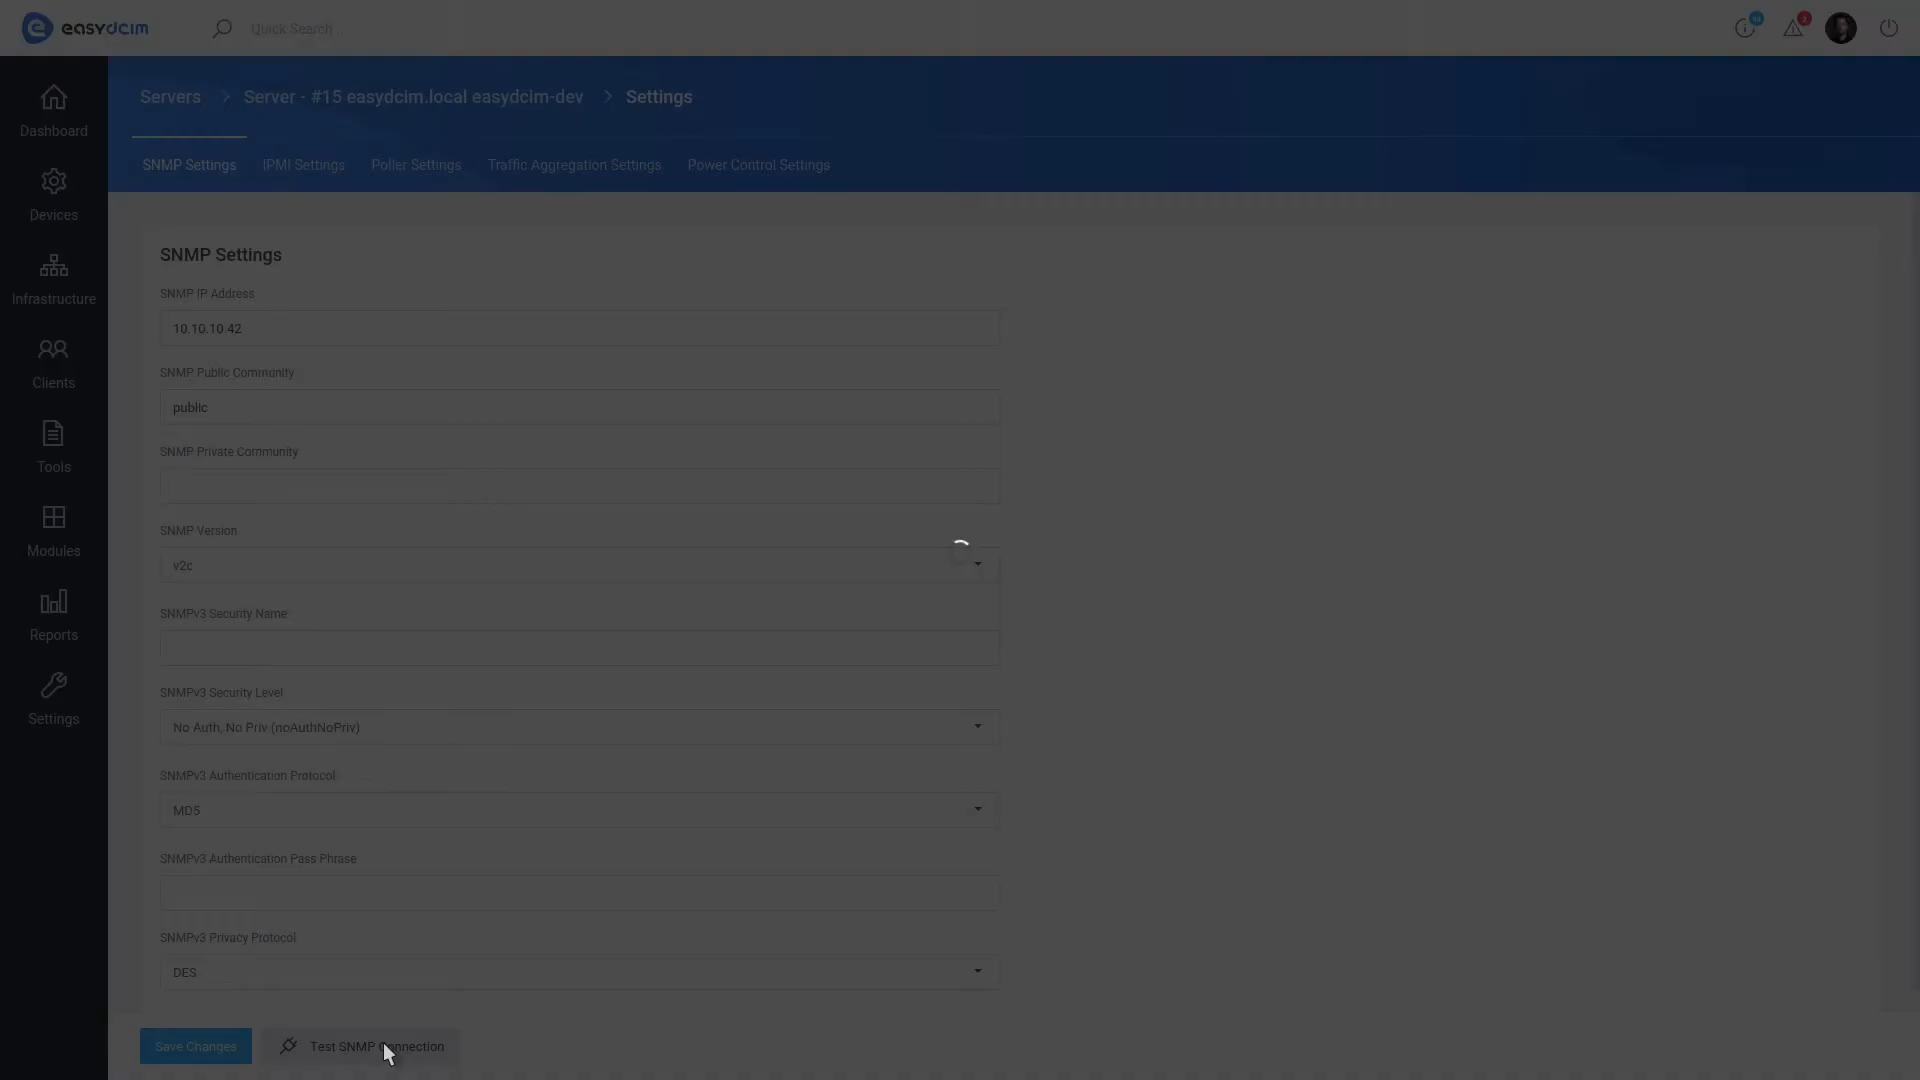 easydcim
Quick Search...
2
Dashboard
Devices
Infrastructure
Clients
Tools
Modules
Reports
Settings
Servers > Server - #15 easydcim.local easydcim-dev > Settings
SNMP Settings IPMI Settings Poller Settings Traffic Aggregation Settings Power Control Settings
SNMP Settings
SNMP IP Address
10.10.10.42
SNMP Public Community
public
SNMP Private Community
SNMP Version
v2c
SNMPv3 Security Name
SNMPv3 Security Level
No Auth, No Priv (noAuthNoPriv)
SNMPv3 Authentication Protocol
MD5
SNMPv3 Authentication Pass Phrase
SNMPv3 Privacy Protocol
DES
Save Changes
Test SNMP Connection